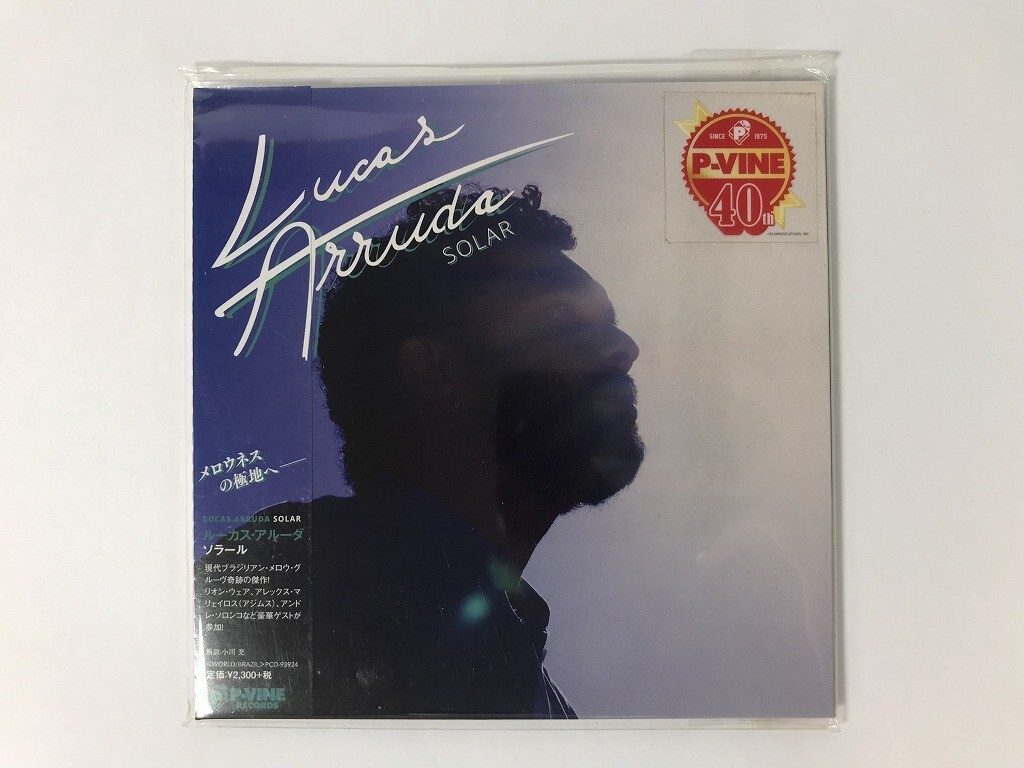 Lucas
Arruda
SOLAR
SINCE P 1975
P-VINE
40th
メロウネス
の極地へ──
LUCAS ARRUDA SOLAR
ルーカス・アルーダ
ソラール
現代ブラジリアン・メロウ・グ
ルーヴ奇跡の傑作!
リオン・ウェア、アレックス・マ
リェイロス(アジムス)、アンド
レ・ソロンコなど豪華ゲストが
参加!
解説:小川 充
<WORLD/BRAZIL>PCD-93924
定価:¥2,300+税
P-VINE
RECORDS